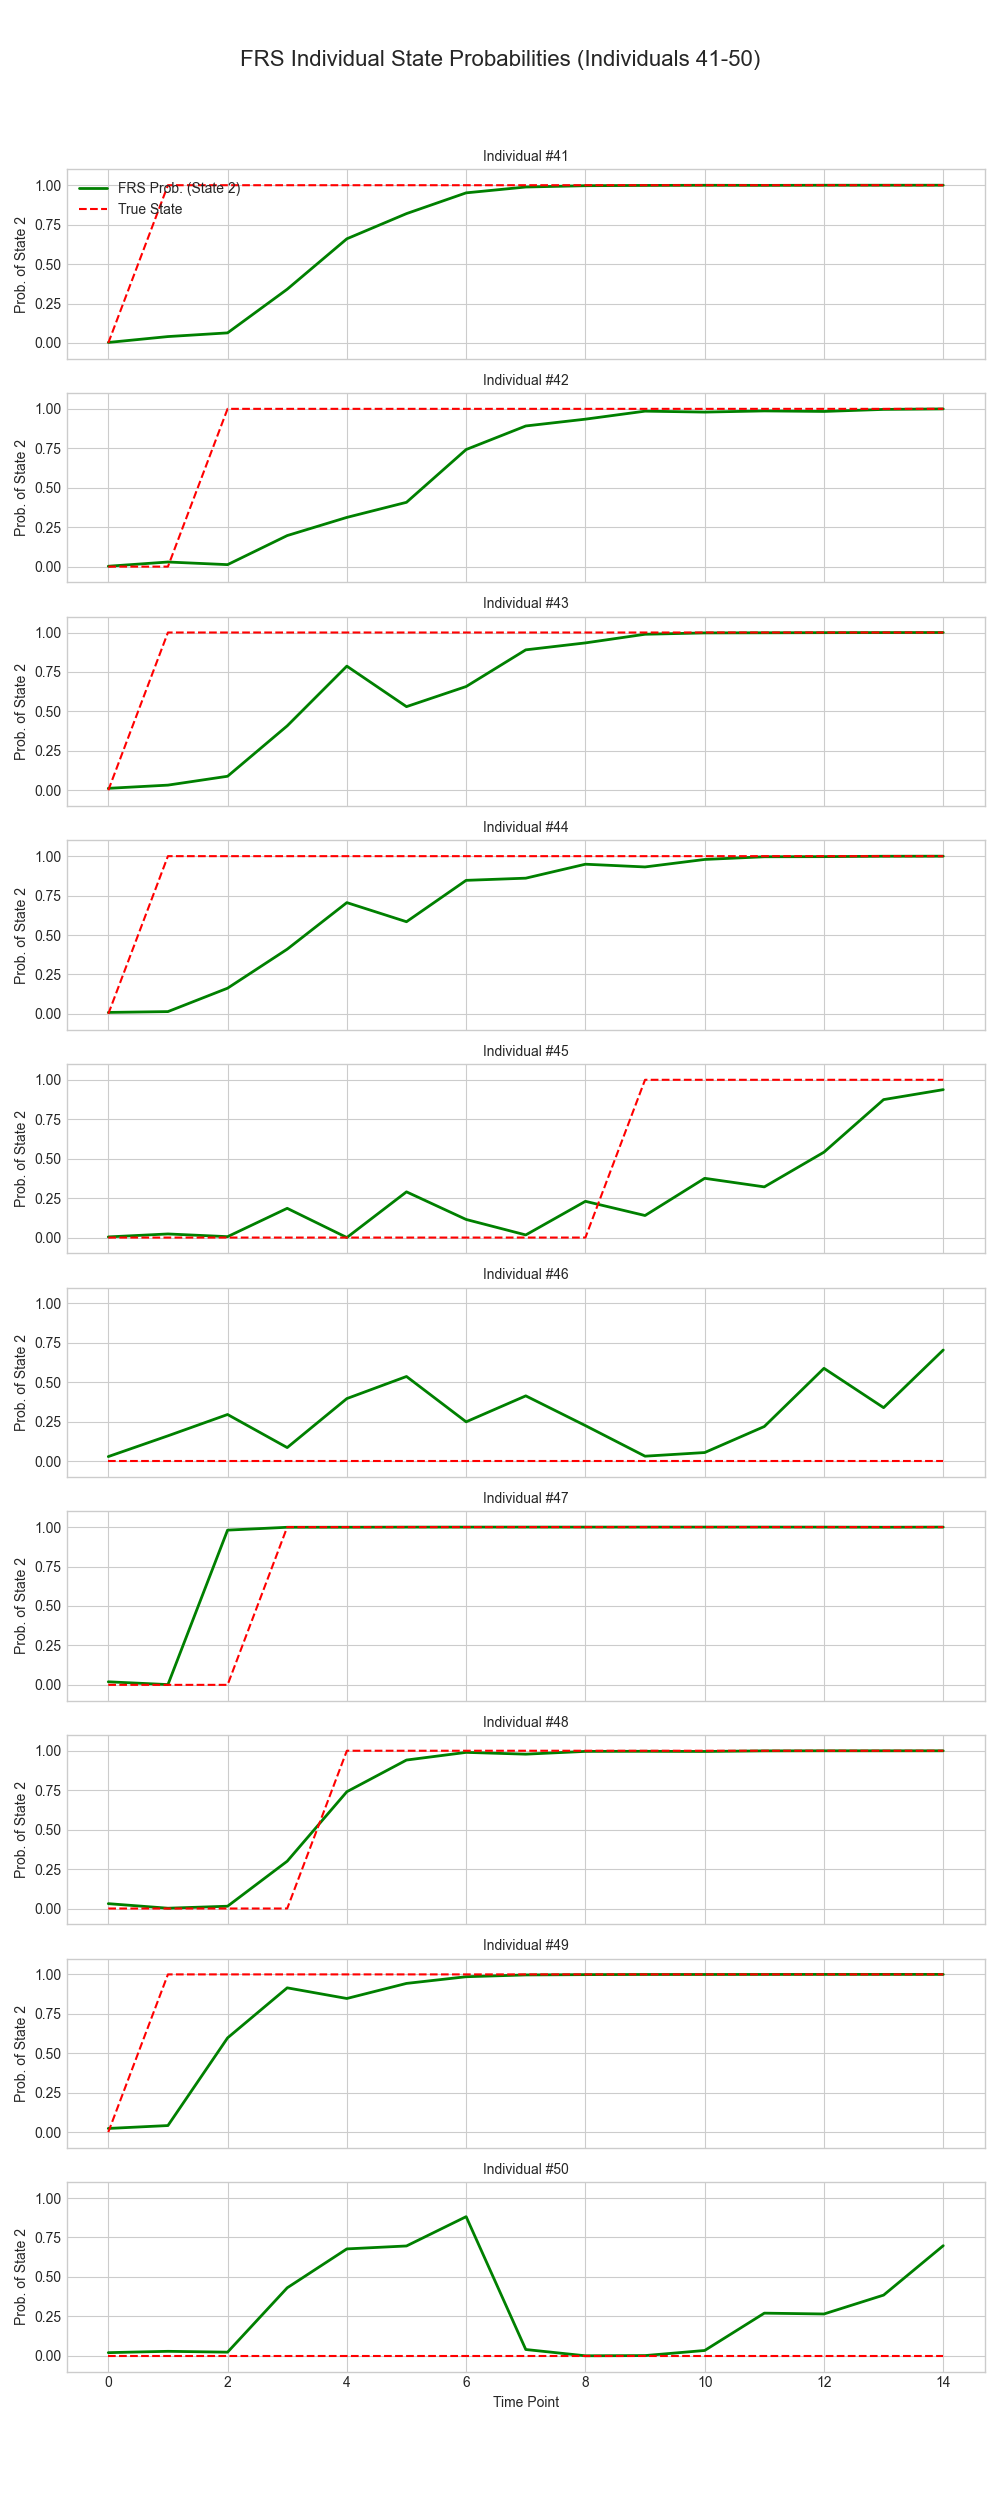 FRS Individual State Probabilities (Individuals 41-50)
Individual #41
FRS Prob. (State 2)
True State
Prob. of State 2
1.00
0.75
0.50
0.25
0.00
Individual #42
Prob. of State 2
1.00
0.75
0.50
0.25
0.00
Individual #43
Prob. of State 2
1.00
0.75
0.50
0.25
0.00
Individual #44
Prob. of State 2
1.00
0.75
0.50
0.25
0.00
Individual #45
Prob. of State 2
1.00
0.75
0.50
0.25
0.00
Individual #46
Prob. of State 2
1.00
0.75
0.50
0.25
0.00
Individual #47
Prob. of State 2
1.00
0.75
0.50
0.25
0.00
Individual #48
Prob. of State 2
1.00
0.75
0.50
0.25
0.00
Individual #49
Prob. of State 2
1.00
0.75
0.50
0.25
0.00
Individual #50
Prob. of State 2
1.00
0.75
0.50
0.25
0.00
0 2 4 6 8 10 12 14
Time Point